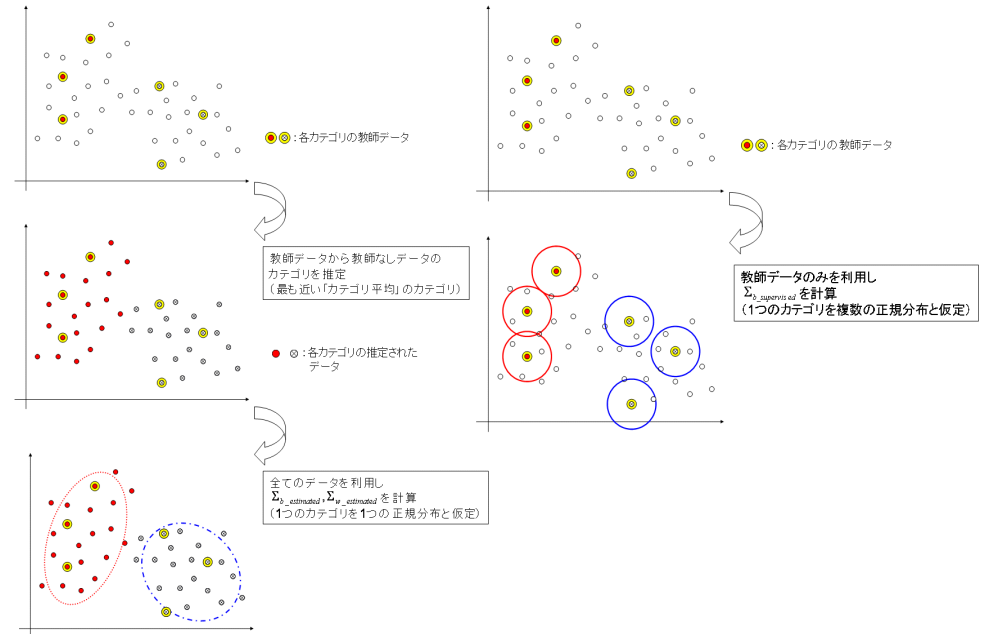 :各カテゴリの教師データ
教師データから教師なしデータの
カテゴリを推定
(最も近い「カテゴリ平均」のカテゴリ)
:各カテゴリの推定された
データ
全てのデータを利用し
Σb_estimated, Σw_estimated を計算
(1つのカテゴリを1つの 正規分布と仮定)
:各カテゴリの教師データ
教師データのみを利用し
Σb_supervised を計算
(1つのカテゴリを複数の正規分布と仮定)